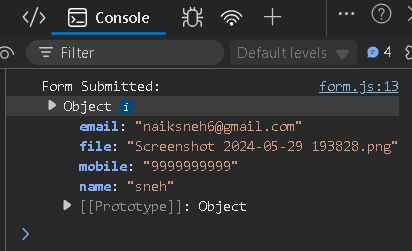 Console
Filter
Default levels
4
Form Submitted:
form.js:13
Object i
email: "naiksneh6@gmail.com"
file: "Screenshot 2024-05-29 193828.png"
mobile: "9999999999"
name: "sneh"
[[Prototype]]: Object